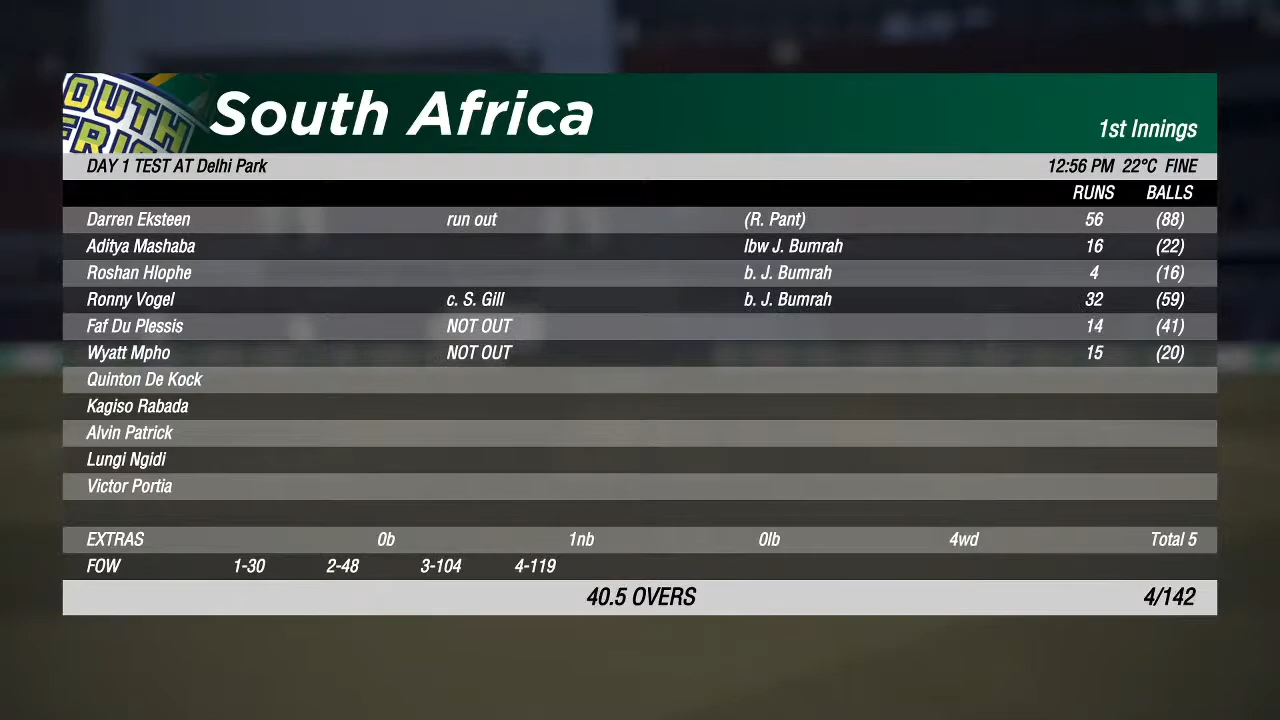 OUTH
FRI
South Africa
1st Innings
DAY 1 TEST AT Delhi Park 12:56 PM 22°C FINE
RUNS BALLS
Darren Eksteen run out (R. Pant) 56 (88)
Aditya Mashaba lbw J. Bumrah 16 (22)
Roshan Hlophe b. J. Bumrah 4 (16)
Ronny Vogel c. S. Gill b. J. Bumrah 32 (59)
Faf Du Plessis NOT OUT 14 (41)
Wyatt Mpho NOT OUT 15 (20)
Quinton De Kock
Kagiso Rabada
Alvin Patrick
Lungi Ngidi
Victor Portia
EXTRAS 0b 1nb 0lb 4wd Total 5
FOW 1-30 2-48 3-104 4-119
40.5 OVERS 4/142